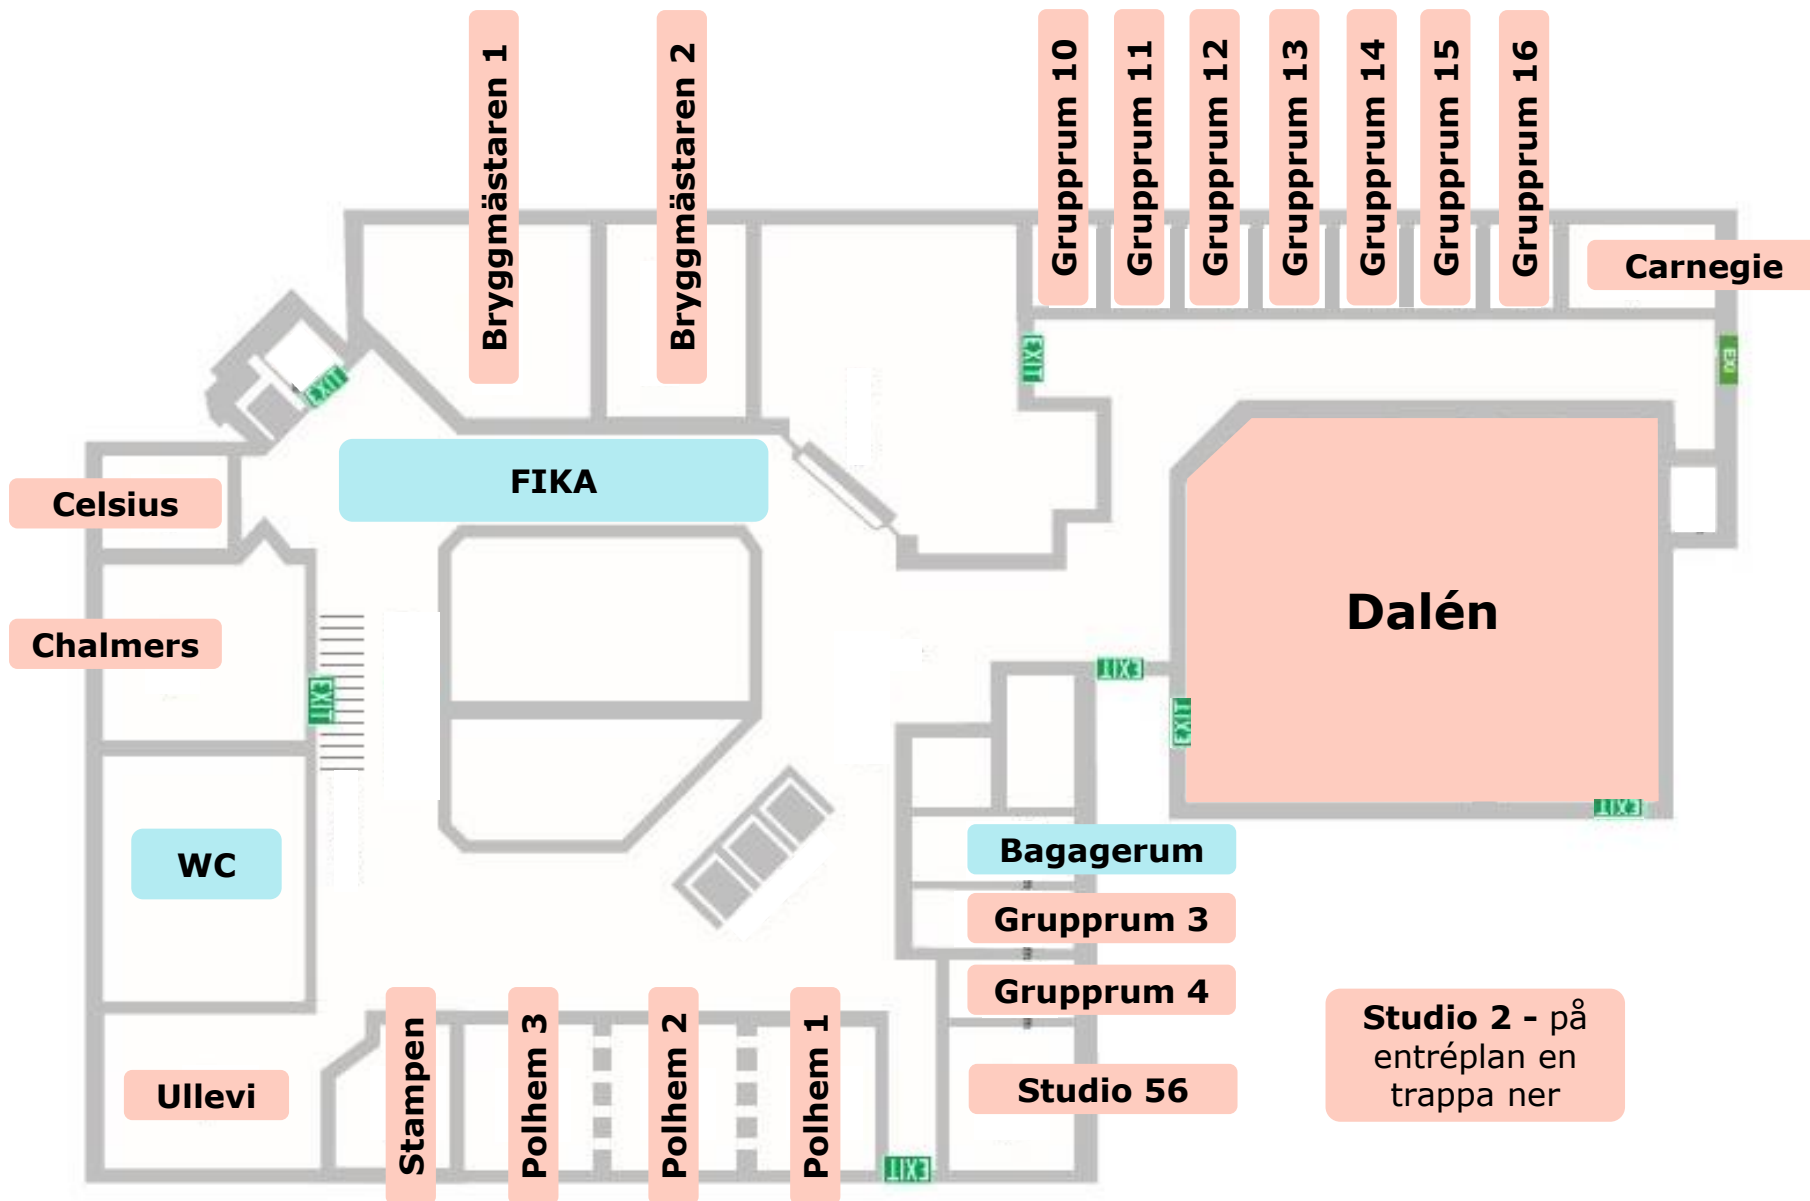 Bryggmästaren 1
Bryggmästaren 2
Grupprum 10
Grupprum 11
Grupprum 12
Grupprum 13
Grupprum 14
Grupprum 15
Grupprum 16
Carnegie
EXIT
EXI
EXIT
FIKA
Celsius
Dalén
Chalmers
EXIT
EXIT
EXIT
EXIT
WC
Bagagerum
Grupprum 3
Grupprum 4
Studio 2 - på
entréplan en
trappa ner
Studio 56
Ullevi
Stampen
Polhem 3
Polhem 2
Polhem 1
EXIT